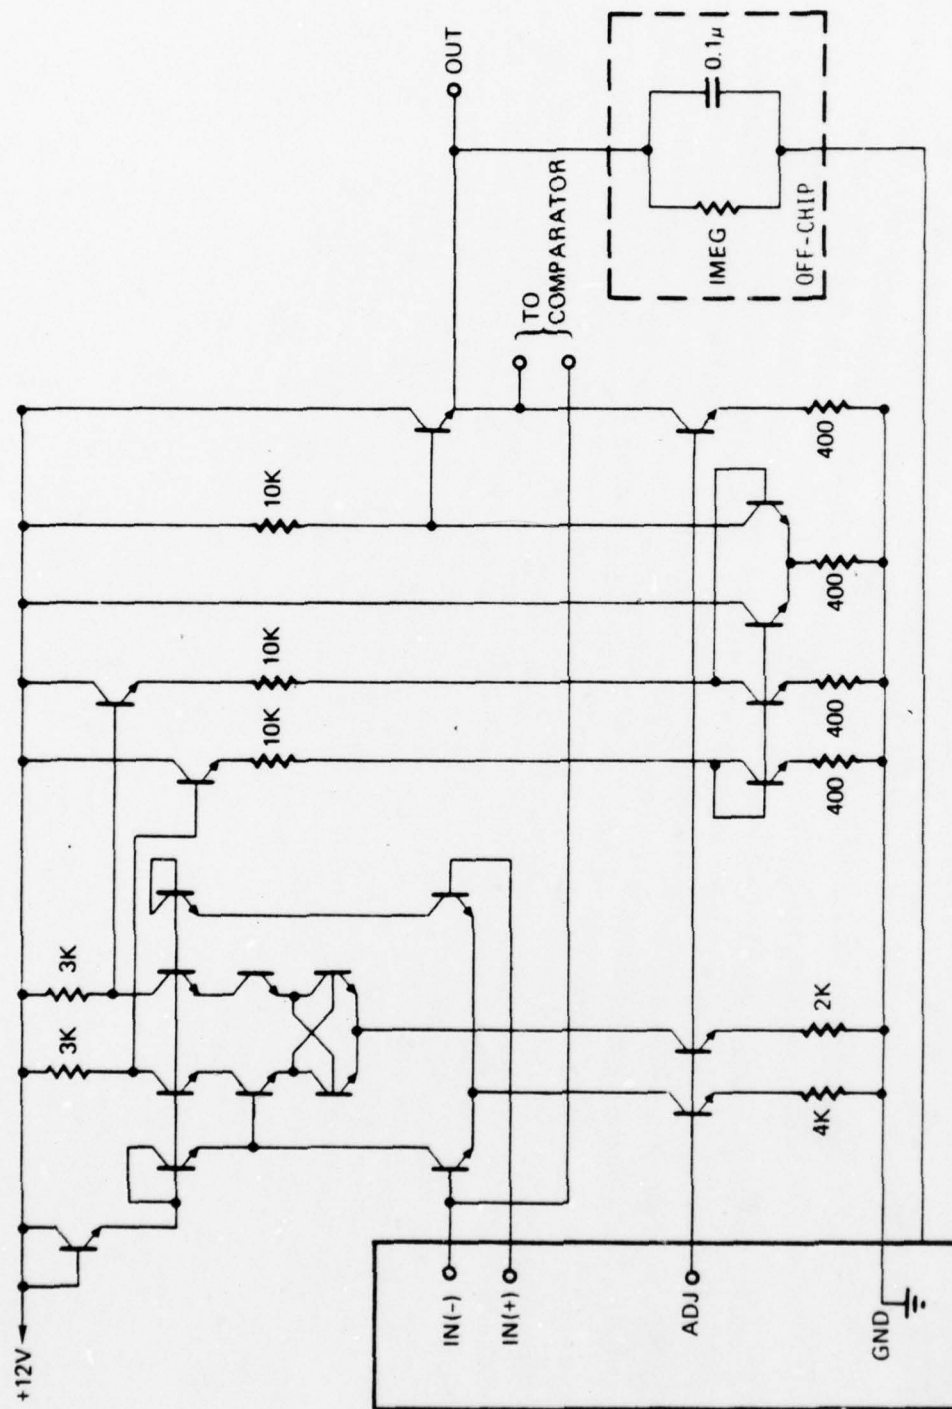 +12V
3K
3K
10K
10K
10K
OUT
TO
COMPARATOR
0.1μ
IMEG
OFF-CHIP
IN(-)
IN(+)
ADJ
GND
4K
2K
400
400
400
400